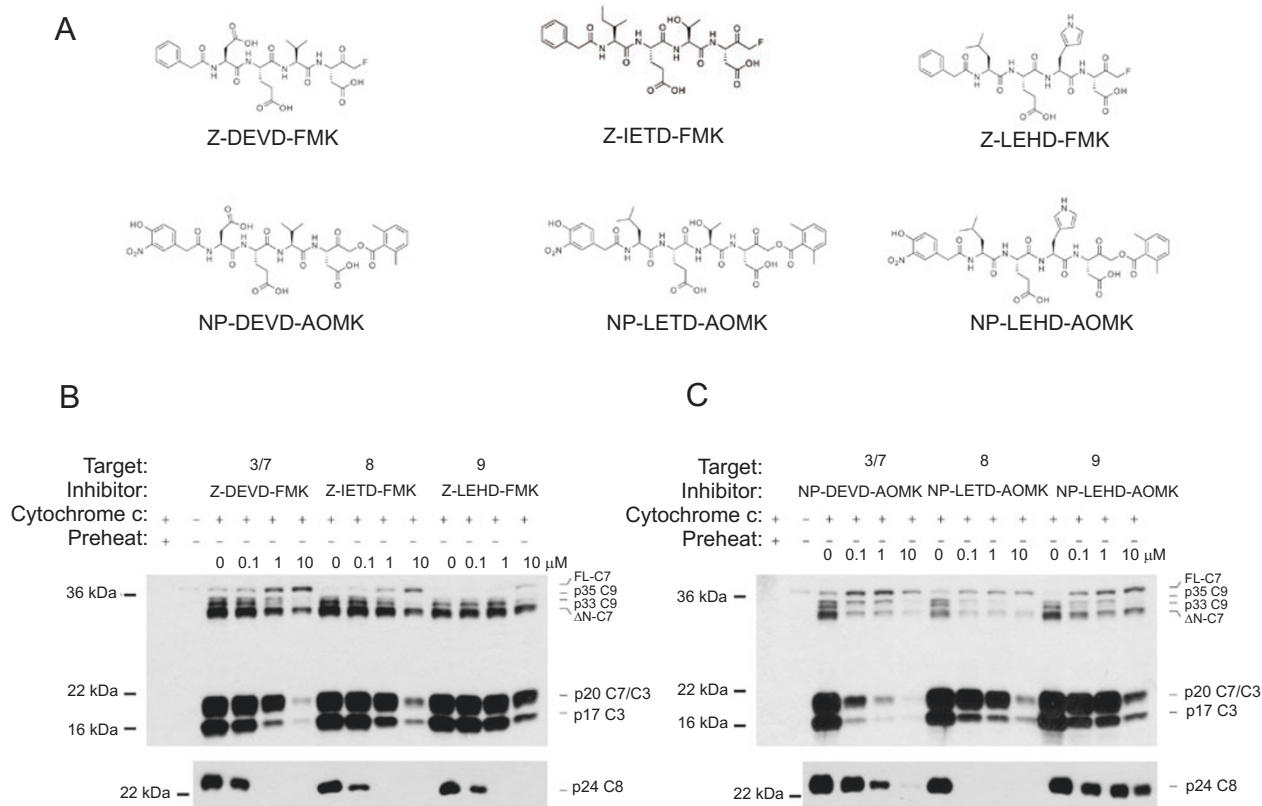 A
Z-DEVD-FMK
Z-IETD-FMK
Z-LEHD-FMK
NP-DEVD-AOMK
NP-LETD-AOMK
NP-LEHD-AOMK
B
Target: 3/7 8 9
Inhibitor: Z-DEVD-FMK Z-IETD-FMK Z-LEHD-FMK
Cytochrome c: + − + + + + + + + + + + + +
Preheat: + − − − − − − − − − − − − −
0 0.1 1 10 0 0.1 1 10 0 0.1 1 10 μM
36 kDa
FL-C7
p35 C9
p33 C9
ΔN-C7
22 kDa
p20 C7/C3
p17 C3
16 kDa
p24 C8
22 kDa
C
Target: 3/7 8 9
Inhibitor: NP-DEVD-AOMK NP-LETD-AOMK NP-LEHD-AOMK
Cytochrome c: + − + + + + + + + + + + + +
Preheat: + − − − − − − − − − − − − −
0 0.1 1 10 0 0.1 1 10 0 0.1 1 10 μM
36 kDa
FL-C7
p35 C9
p33 C9
ΔN-C7
22 kDa
p20 C7/C3
p17 C3
16 kDa
p24 C8
22 kDa